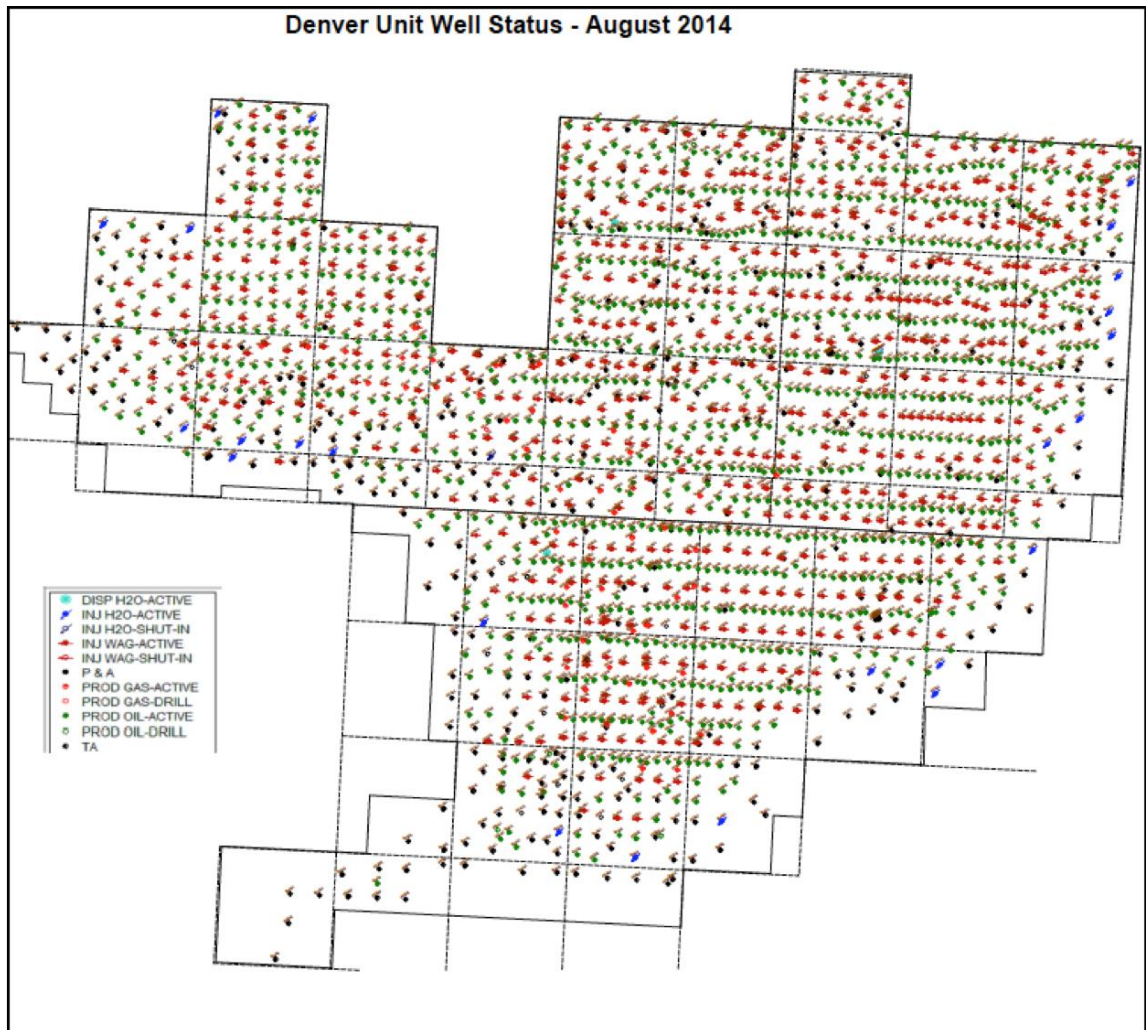 Denver Unit Well Status - August 2014
DISP H2O-ACTIVE
INJ H2O-ACTIVE
INJ H2O-SHUT-IN
INJ WAG-ACTIVE
INJ WAG-SHUT-IN
P & A
PROD GAS-ACTIVE
PROD GAS-DRILL
PROD OIL-ACTIVE
PROD OIL-DRILL
TA